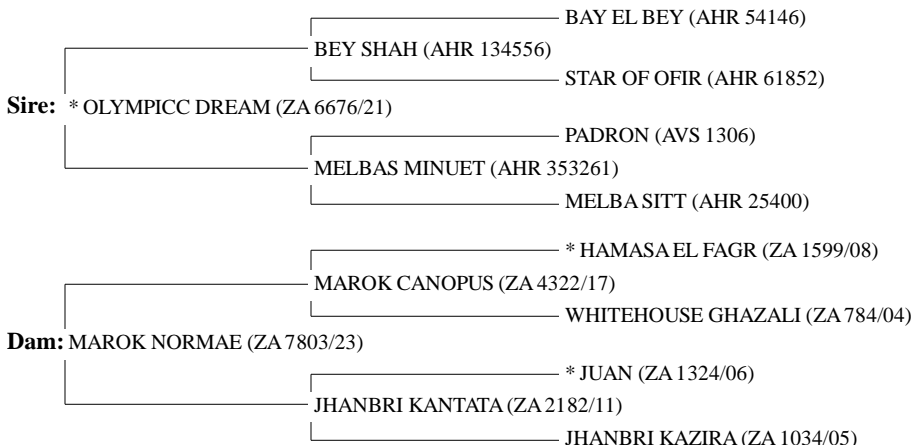 BAY EL BEY (AHR 54146)
BEY SHAH (AHR 134556)
STAR OF OFIR (AHR 61852)
Sire: * OLYMPICC DREAM (ZA 6676/21)
PADRON (AVS 1306)
MELBAS MINUET (AHR 353261)
MELBA SITT (AHR 25400)
* HAMASA EL FAGR (ZA 1599/08)
MAROK CANOPUS (ZA 4322/17)
WHITEHOUSE GHAZALI (ZA 784/04)
Dam: MAROK NORMAE (ZA 7803/23)
* JUAN (ZA 1324/06)
JHANBRI KANTATA (ZA 2182/11)
JHANBRI KAZIRA (ZA 1034/05)